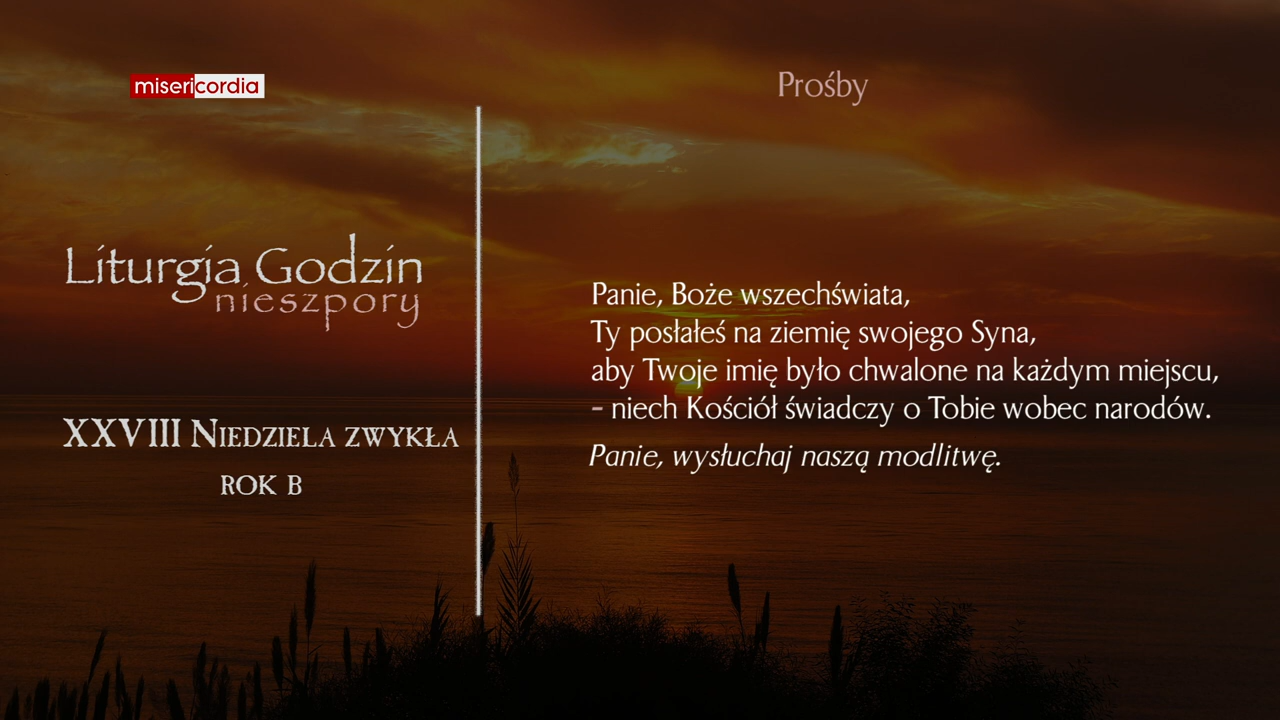 misericordia
Prośby
Liturgia Godzin
nieszpory
XXVIII Niedziela zwykła
rok B
Panie, Boże wszechświata,
Ty posłałeś na ziemię swojego Syna,
aby Twoje imię było chwalone na każdym miejscu,
- niech Kościół świadczy o Tobie wobec narodów.
Panie, wysłuchaj naszą modlitwę.